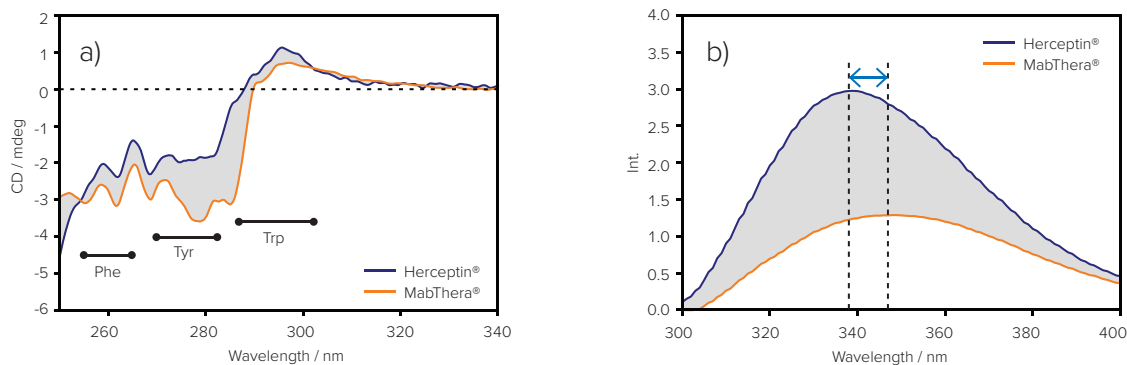 a)
CD / mdeg
2
1
0
-1
-2
-3
-4
-5
-6
Phe
Tyr
Trp
Herceptin®
MabThera®
260 280 300 320 340
Wavelength / nm
b)
Int.
4.0
3.5
3.0
2.5
2.0
1.5
1.0
0.5
0.0
Herceptin®
MabThera®
300 320 340 360 380 400
Wavelength / nm